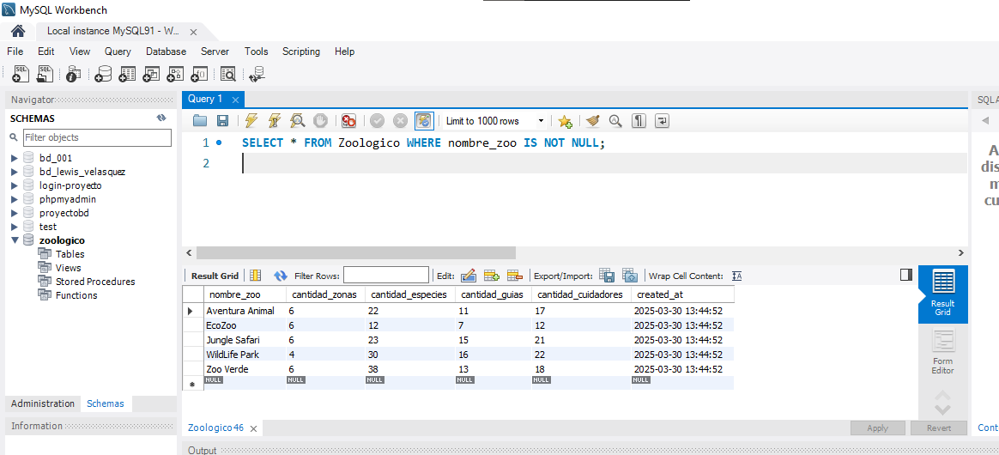 MySQL Workbench
Local instance MySQL91 - W...
File Edit View Query Database Server Tools Scripting Help
Navigator
SCHEMAS
Filter objects
bd_001
bd_lewis_velasquez
login-proyecto
phpmyadmin
proyectobd
test
zoologico
Tables
Views
Stored Procedures
Functions
Administration Schemas
Information
Query 1
Limit to 1000 rows
1 SELECT * FROM Zoologico WHERE nombre_zoo IS NOT NULL;
2
Result Grid Filter Rows: Edit: Export/Import: Wrap Cell Content: IA
nombre_zoo cantidad_zonas cantidad_especies cantidad_guias cantidad_cuidadores created_at
Aventura Animal 6 22 11 17 2025-03-30 13:44:52
EcoZoo 6 12 7 12 2025-03-30 13:44:52
Jungle Safari 6 23 15 21 2025-03-30 13:44:52
WildLife Park 4 30 16 22 2025-03-30 13:44:52
Zoo Verde 6 38 13 18 2025-03-30 13:44:52
NULL NULL NULL NULL NULL NULL
Result
Grid
Form
Editor
Zoologico46
Apply Revert
Output
SQLA
A
dis
m
cu
Cont